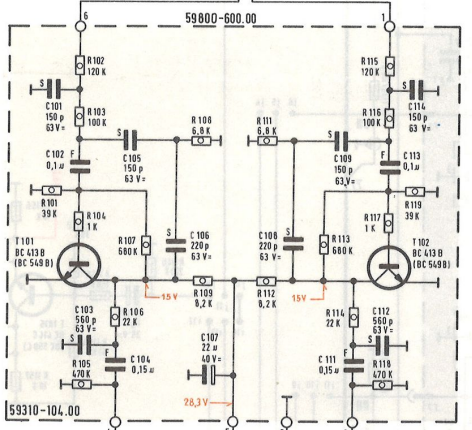 6
59800-600.00
1
R102
120 K
R115
120 K
S
C101
150 p
63 V=
R103
100 K
R116
100 K
S
C114
150 p
63 V=
S
C105
150 p
63 V=
R108
6,8 K
R111
6,8 K
S
C109
150 p
63 V=
F
C102
0,1µ
F
C113
0,1µ
R101
39 K
R104
1 K
R117
1 K
R119
39 K
T101
BC 413 B
(BC 549 B)
R107
680 K
S
C106
220 p
63 V=
S
C108
220 p
63 V=
R113
680 K
T102
BC 413 B
(BC 549 B)
15 V
R109
8,2 K
R112
8,2 K
15 V
S
C103
560 p
63 V=
R106
22 K
C107
22 µ
40 V=
R114
22 K
S
C112
560 p
63 V=
R105
470 K
F
C104
0,15µ
F
C111
0,15µ
R118
470 K
28,3 V
59310-104.00